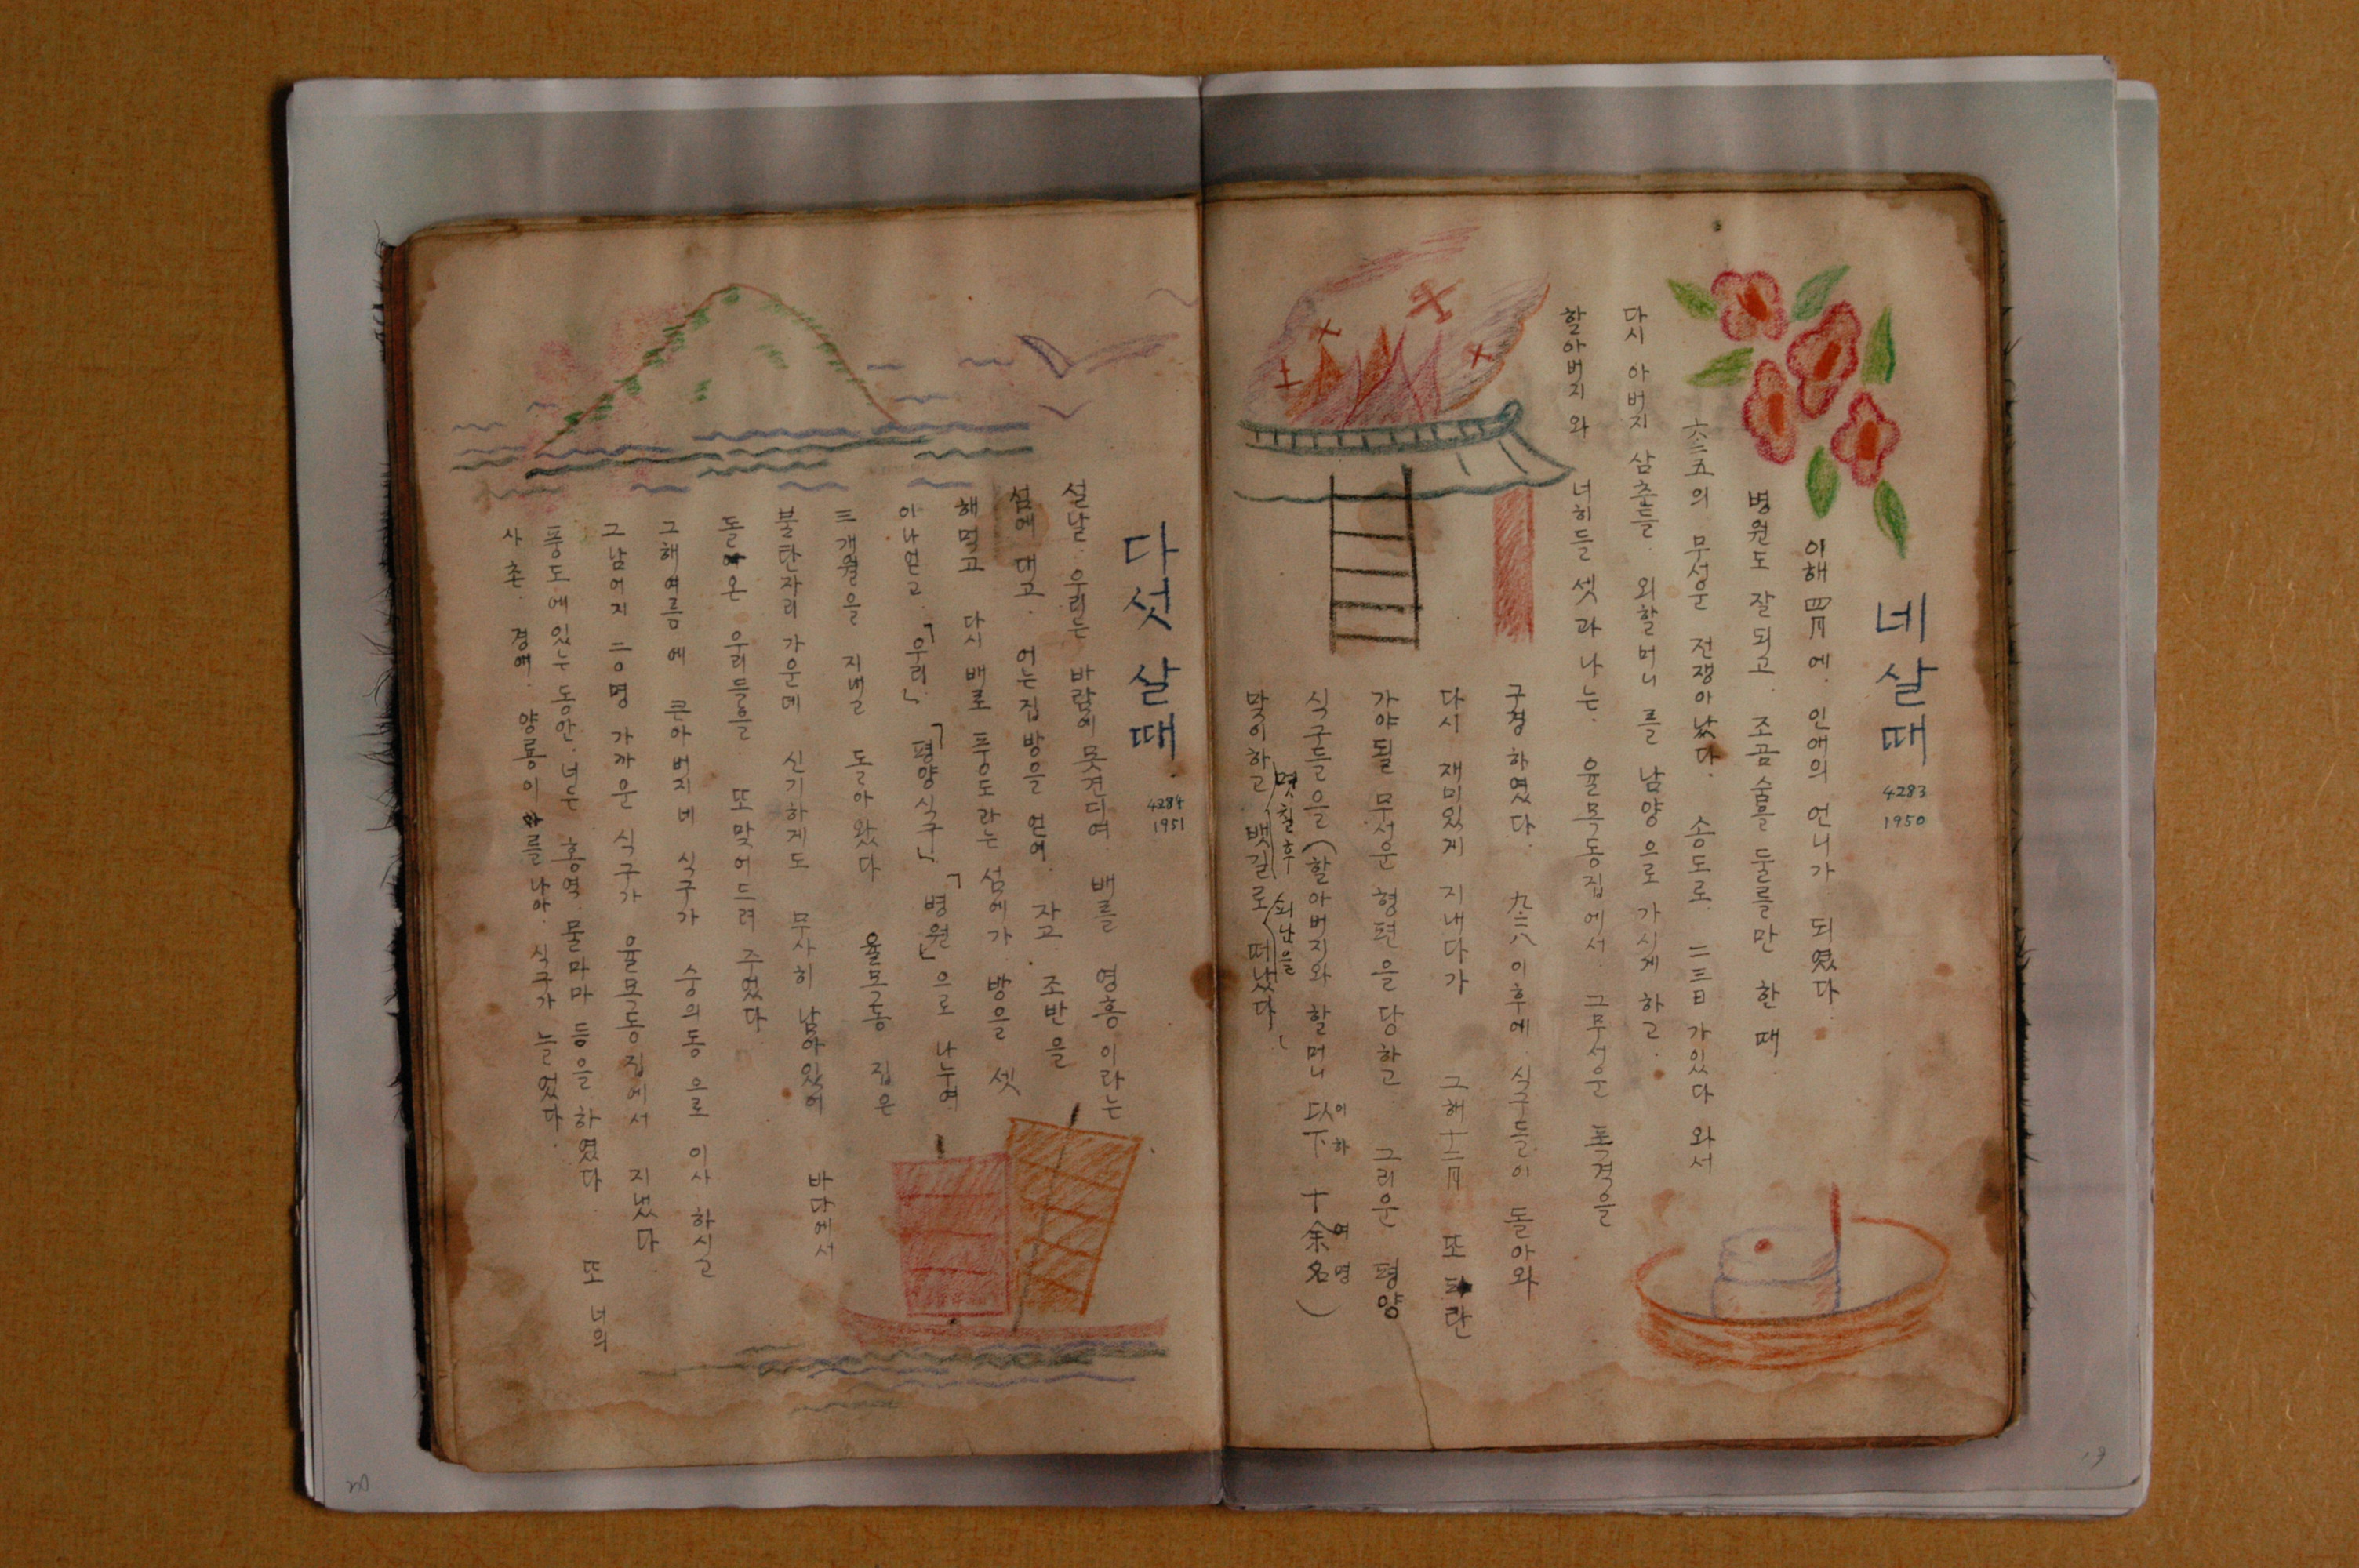 네 살 때
4283
1950
이해 四月에. 인애의 언니가 되였다.
병원도 잘되고. 조곰 숨를 둘를만 한 때.
六二五의 무서운 전쟁아 났다. 송도로. 二三日 가있다 와서
다시 아버지 삼춘들. 외할버니를 남양으로 가시게 하고.
할아버지와 너히들 셋과 나는. 율목동집에서. 그무서운 폭격을
구경하였다. 九二八 이후에 식구들이 돌아와
다시 재미있게 지내다가 그해 十二月. 또 피란
가야될 무서운 형편을 당하고. 그리운 평양
식구들을 (할아버지와 할머니 以下 十余名)
이하 여명
맞이하고 몇칠후 뱃길로 쇠남을 떠났다.
다섯 살 때.
4284
1951
설날. 우리는 바람에 못견디여. 배를 영흥이라는
섬에 대고. 어는집 방을 얻어. 자고. 조반을
해먹고 다시 배로 풍도라는 섬에가 방을 셋
이나 얻고. 「우리」. 「평양식구」. 「병원」으로 나누여
三개월을 지낼 돌아왔다 율목동 집은
불탄자리 가운데 신기하게도 무사히 남아있어 바다에서
돌아온 우리들을. 또 맞어드려 주었다
그해여름에 큰아버지네 식구가 숭의동으로 이사하시고
그남어지 二○명 가까운 식구가 율목동집에서 지냈다
풍도에있는 동안. 너는 홍역. 물마마 등을 하였다. 또 너의
사촌. 경애. 양룡이를 나아. 식구가 늘었다.
20
19